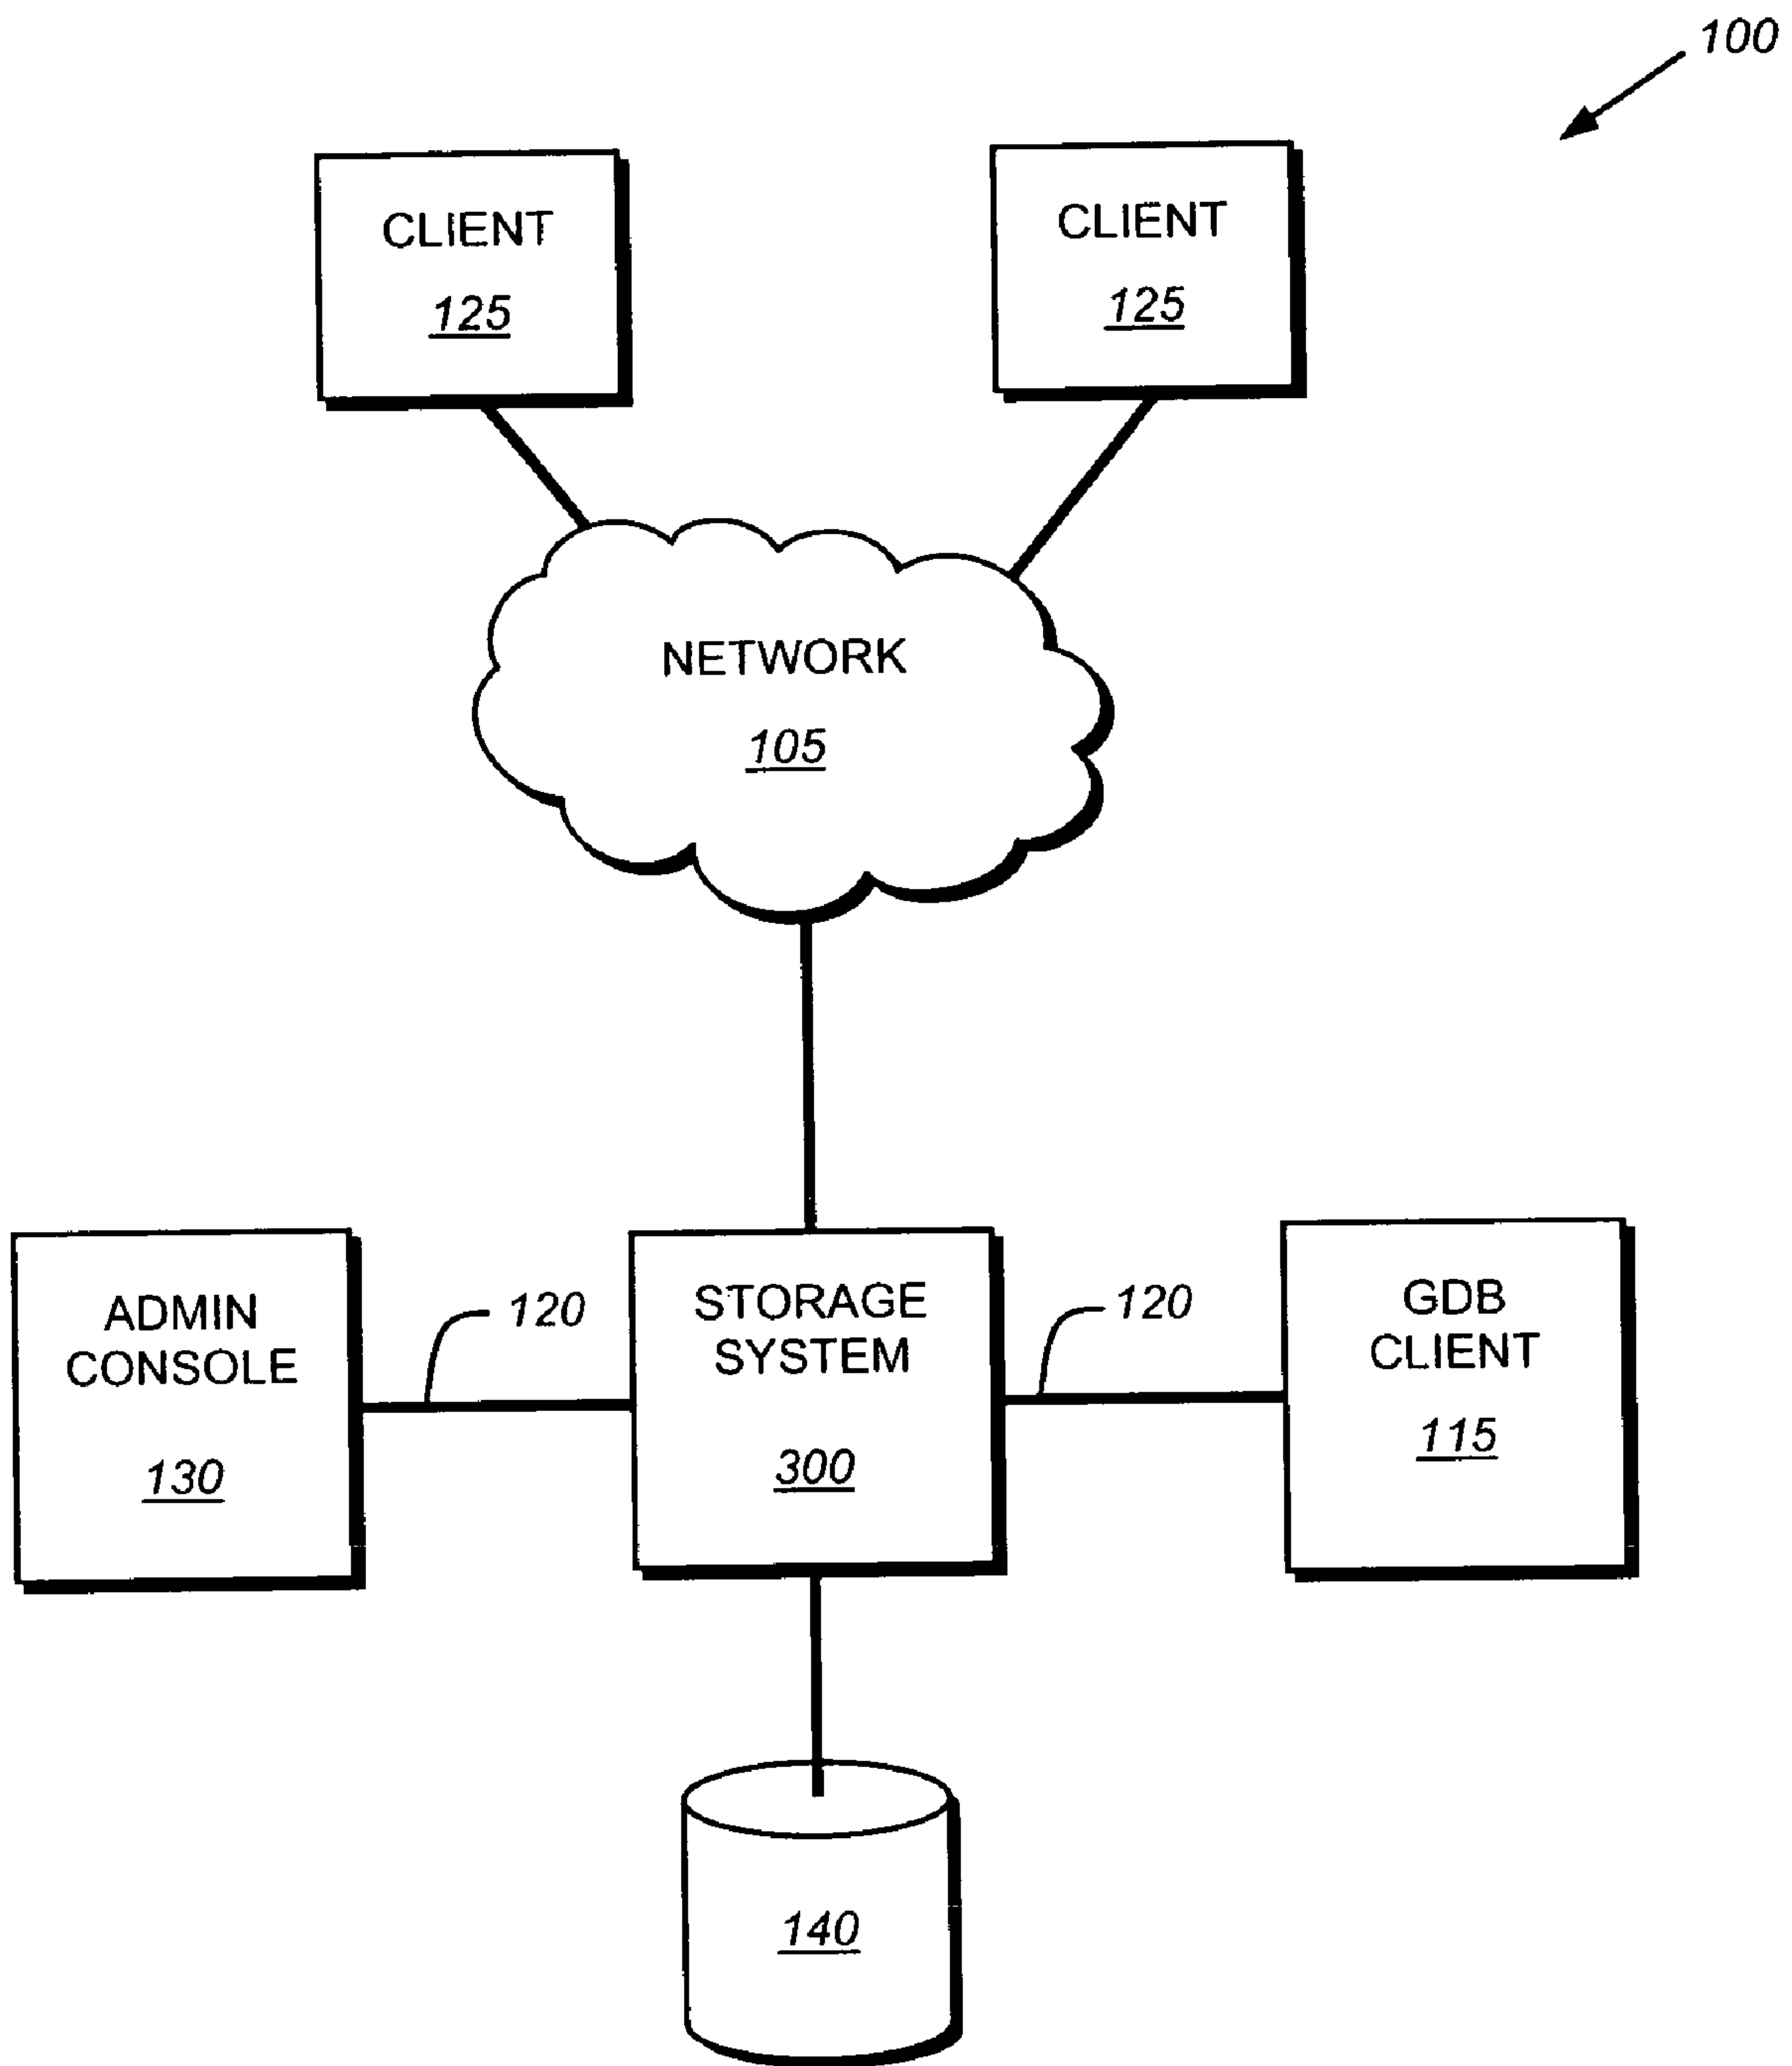 100
CLIENT
125
CLIENT
125
NETWORK
105
ADMIN
CONSOLE
130
120
STORAGE
SYSTEM
300
120
GDB
CLIENT
115
140